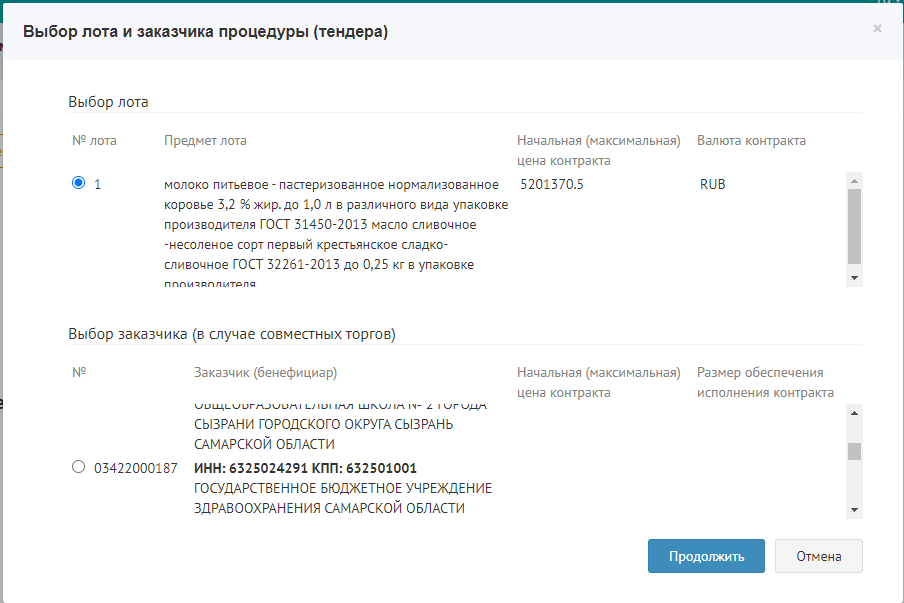 Выбор лота и заказчика процедуры (тендера)
×
Выбор лота
№ лота
Предмет лота
Начальная (максимальная)
цена контракта
Валюта контракта
1
молоко питьевое - пастеризованное нормализованное
коровье 3,2 % жир. до 1,0 л в различного вида упаковке
производителя ГОСТ 31450-2013 масло сливочное
-несоленое сорт первый крестьянское сладко-
сливочное ГОСТ 32261-2013 до 0,25 кг в упаковке
производителя
5201370.5
RUB
Выбор заказчика (в случае совместных торгов)
№
Заказчик (бенефициар)
Начальная (максимальная)
цена контракта
Размер обеспечения
исполнения контракта
ОБЩЕОБРАЗОВАТЕЛЬНАЯ ШКОЛА № 2 ГОРОДА
СЫЗРАНИ ГОРОДСКОГО ОКРУГА СЫЗРАНЬ
САМАРСКОЙ ОБЛАСТИ
03422000187
ИНН: 6325024291 КПП: 632501001
ГОСУДАРСТВЕННОЕ БЮДЖЕТНОЕ УЧРЕЖДЕНИЕ
ЗДРАВООХРАНЕНИЯ САМАРСКОЙ ОБЛАСТИ
Продолжить
Отмена